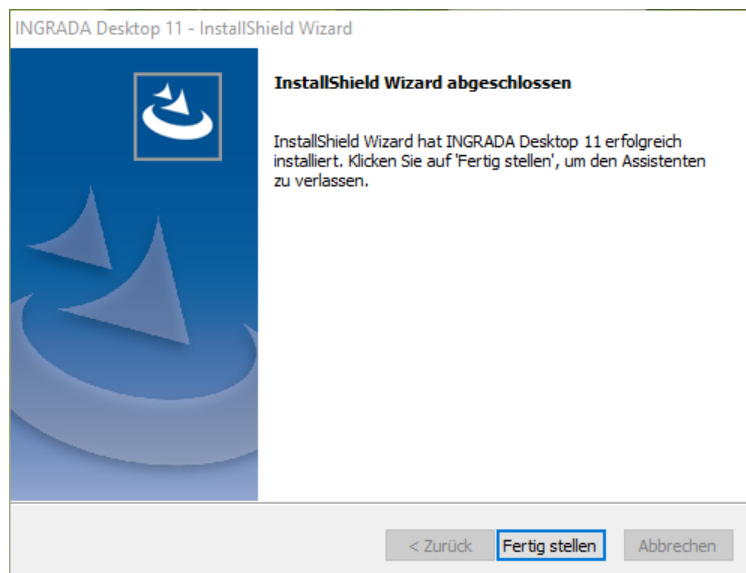 INGRADA Desktop 11 - InstallShield Wizard
InstallShield Wizard abgeschlossen
InstallShield Wizard hat INGRADA Desktop 11 erfolgreich
installiert. Klicken Sie auf 'Fertig stellen', um den Assistenten
zu verlassen.
< Zurück Fertig stellen Abbrechen